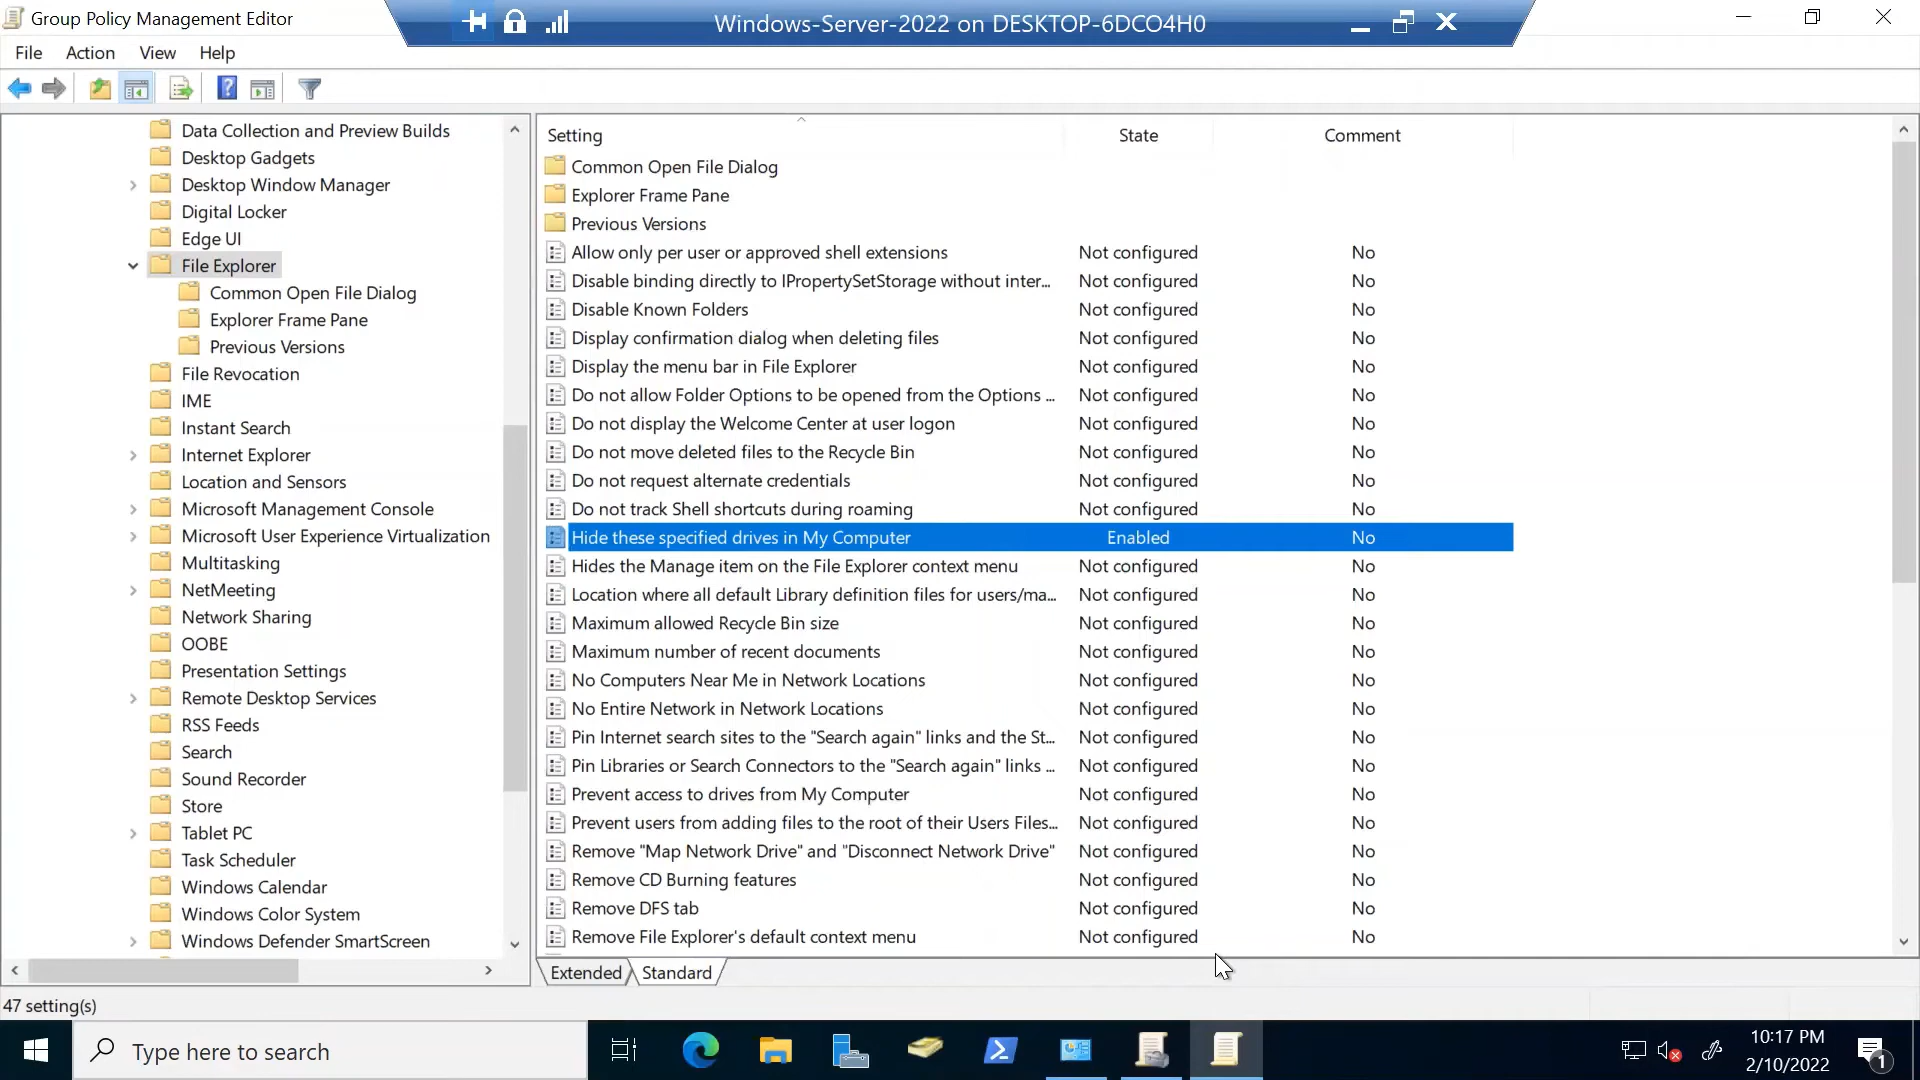 Group Policy Management Editor
Windows-Server-2022 on DESKTOP-6DCO4H0
File Action View Help
Data Collection and Preview Builds
Desktop Gadgets
Desktop Window Manager
Digital Locker
Edge UI
File Explorer
Common Open File Dialog
Explorer Frame Pane
Previous Versions
File Revocation
IME
Instant Search
Internet Explorer
Location and Sensors
Microsoft Management Console
Microsoft User Experience Virtualization
Multitasking
NetMeeting
Network Sharing
OOBE
Presentation Settings
Remote Desktop Services
RSS Feeds
Search
Sound Recorder
Store
Tablet PC
Task Scheduler
Windows Calendar
Windows Color System
Windows Defender SmartScreen
Setting State Comment
Common Open File Dialog
Explorer Frame Pane
Previous Versions
Allow only per user or approved shell extensions Not configured No
Disable binding directly to IPropertySetStorage without inter... Not configured No
Disable Known Folders Not configured No
Display confirmation dialog when deleting files Not configured No
Display the menu bar in File Explorer Not configured No
Do not allow Folder Options to be opened from the Options ... Not configured No
Do not display the Welcome Center at user logon Not configured No
Do not move deleted files to the Recycle Bin Not configured No
Do not request alternate credentials Not configured No
Do not track Shell shortcuts during roaming Not configured No
Hide these specified drives in My Computer Enabled No
Hides the Manage item on the File Explorer context menu Not configured No
Location where all default Library definition files for users/ma... Not configured No
Maximum allowed Recycle Bin size Not configured No
Maximum number of recent documents Not configured No
No Computers Near Me in Network Locations Not configured No
No Entire Network in Network Locations Not configured No
Pin Internet search sites to the "Search again" links and the St... Not configured No
Pin Libraries or Search Connectors to the "Search again" links ... Not configured No
Prevent access to drives from My Computer Not configured No
Prevent users from adding files to the root of their Users Files... Not configured No
Remove "Map Network Drive" and "Disconnect Network Drive" Not configured No
Remove CD Burning features Not configured No
Remove DFS tab Not configured No
Remove File Explorer's default context menu Not configured No
Extended Standard
47 setting(s)
Type here to search
10:17 PM
2/10/2022
1